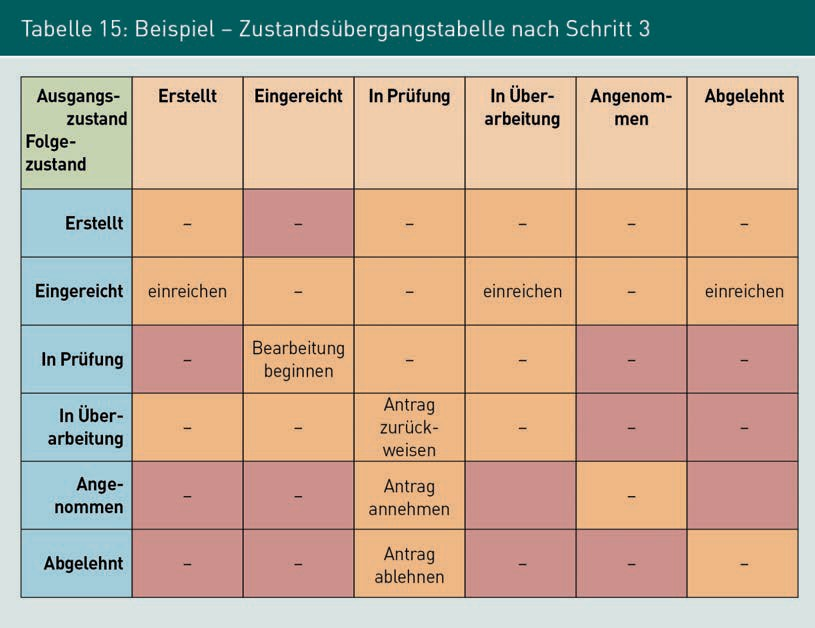 Tabelle 15: Beispiel – Zustandsübergangstabelle nach Schritt 3
Ausgangs-
zustand
Folge-
zustand
Erstellt
Eingereicht
In Prüfung
In Über-
arbeitung
Angenom-
men
Abgelehnt
Erstellt
– – – – – –
Eingereicht
einreichen – – einreichen – einreichen
In Prüfung
–
Bearbeitung
beginnen
– – – –
In Über-
arbeitung
– –
Antrag
zurück-
weisen
– – –
Ange-
nommen
– –
Antrag
annehmen
–
Abgelehnt
– –
Antrag
ablehnen
– – –